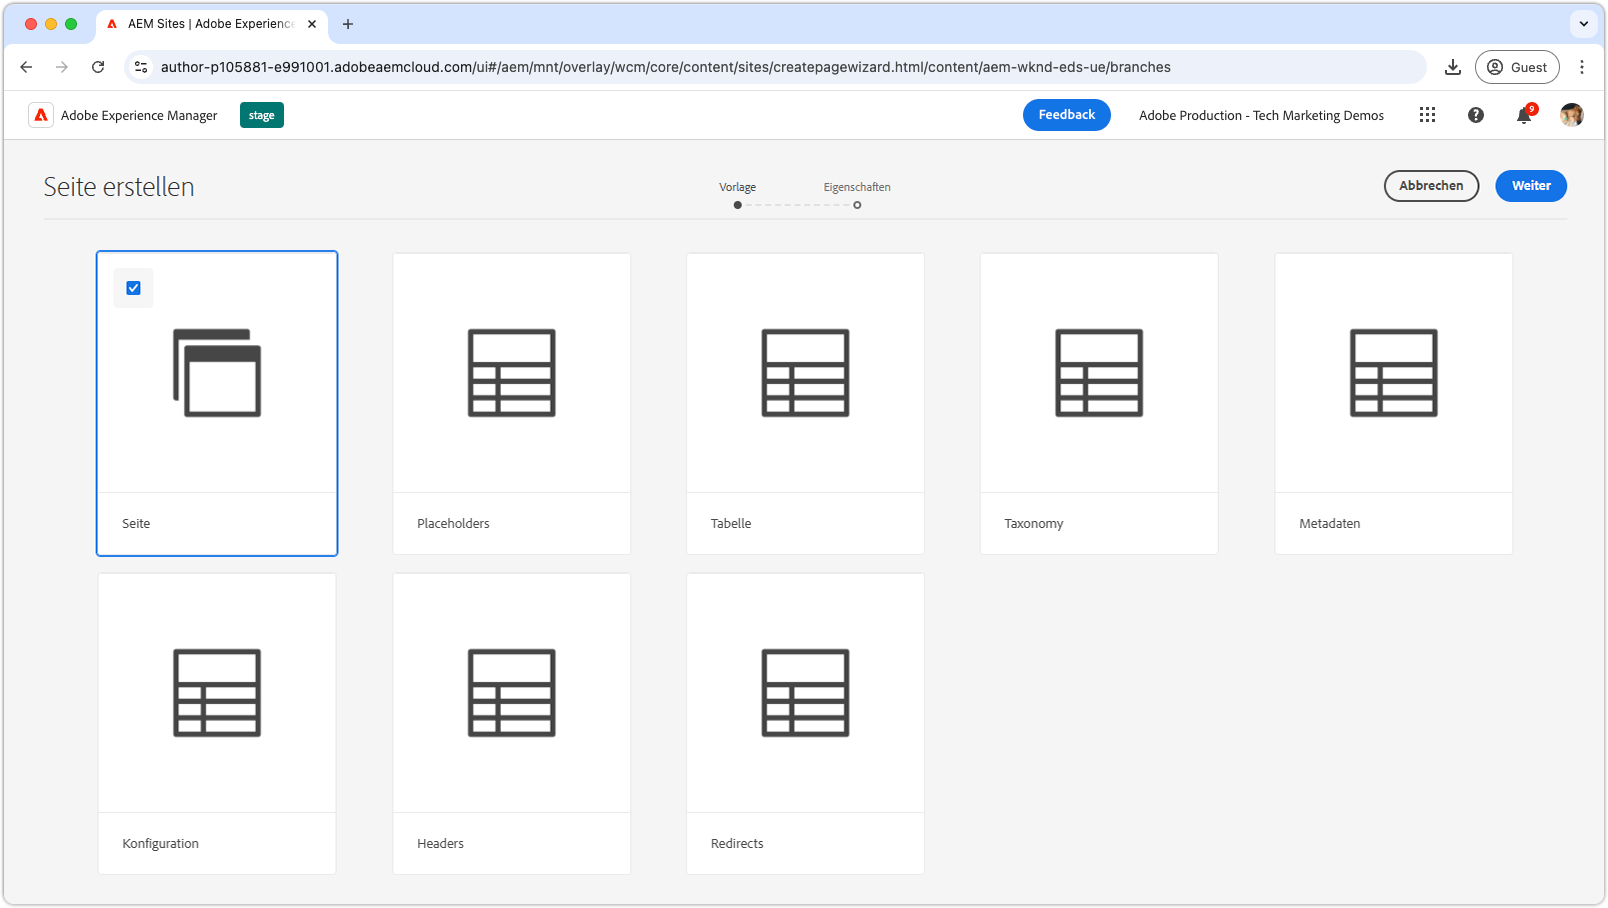 AEM Sites | Adobe Experience
author-p105881-e991001.adobeaemcloud.com/ui#/aem/mnt/overlay/wcm/core/content/sites/createpagewizard.html/content/aem-wknd-eds-ue/branches
Guest
Adobe Experience Manager
stage
Feedback
Adobe Production - Tech Marketing Demos
9
Seite erstellen
Vorlage
Eigenschaften
Abbrechen
Weiter
Seite
Placeholders
Tabelle
Taxonomy
Metadaten
Konfiguration
Headers
Redirects